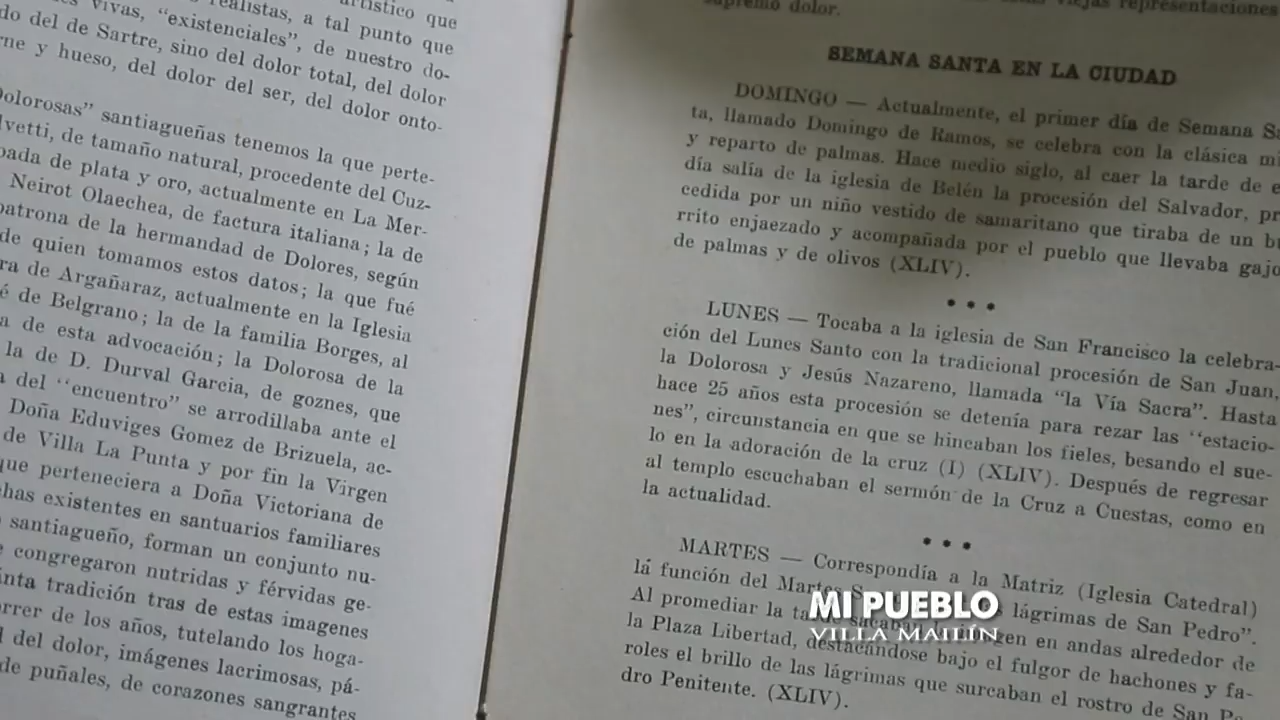 artístico que
vivas, "existenciales", de nuestro do-
realistas, a tal punto que
do del de Sartre, sino del dolor total, del dolor
rne y hueso, del dolor del ser, del dolor onto-
Dolorosas" santiagueñas tenemos la que perte-
lvetti, de tamaño natural, procedente del Cuz-
pada de plata y oro, actualmente en La Mer-
Neirot Olaechea, de factura italiana; la de
patrona de la hermandad de Dolores, según
de quien tomamos estos datos; la que fué
ra de Argañaraz, actualmente en la Iglesia
é de Belgrano; la de la familia Borges, al
a de esta advocación; la Dolorosa de la
la de D. Durval Garcia, de goznes, que
a del "encuentro" se arrodillaba ante el
Doña Eduviges Gomez de Brizuela, ac-
de Villa La Punta y por fin la Virgen
que perteneciera a Doña Victoriana de
chas existentes en santuarios familiares
santiagueño, forman un conjunto nu-
e congregaron nutridas y férvidas ge-
anta tradición tras de estas imagenes
orrer de los años, tutelando los hoga-
l del dolor, imágenes lacrimosas, pá-
de puñales, de corazones sangrantes
viejas representaciones
supremo dolor.
SEMANA SANTA EN LA CIUDAD
DOMINGO — Actualmente, el primer día de Semana Sa
ta, llamado Domingo de Ramos, se celebra con la clásica mi
y reparto de palmas. Hace medio siglo, al caer la tarde de e
día salía de la iglesia de Belén la procesión del Salvador, pr
cedida por un niño vestido de samaritano que tiraba de un bu
rrito enjaezado y acompañada por el pueblo que llevaba gajo
de palmas y de olivos (XLIV).
• • •
LUNES — Tocaba a la iglesia de San Francisco la celebra-
ción del Lunes Santo con la tradicional procesión de San Juan,
la Dolorosa y Jesús Nazareno, llamada "la Vía Sacra". Hasta
hace 25 años esta procesión se detenía para rezar las "estacio-
nes", circunstancia en que se hincaban los fieles, besando el sue-
lo en la adoración de la cruz (I) (XLIV). Después de regresar
al templo escuchaban el sermón de la Cruz a Cuestas, como en
la actualidad.
• • •
MARTES — Correspondía a la Matriz (Iglesia Catedral)
la función del Martes lágrimas de San Pedro".
Al promediar la tarde sacaban en andas alrededor de
la Plaza Libertad, destacándose bajo el fulgor de hachones y fa-
roles el brillo de las lágrimas que surcaban el rostro de San Pe-
dro Penitente. (XLIV).
MI PUEBLO
VILLA MAILÍN